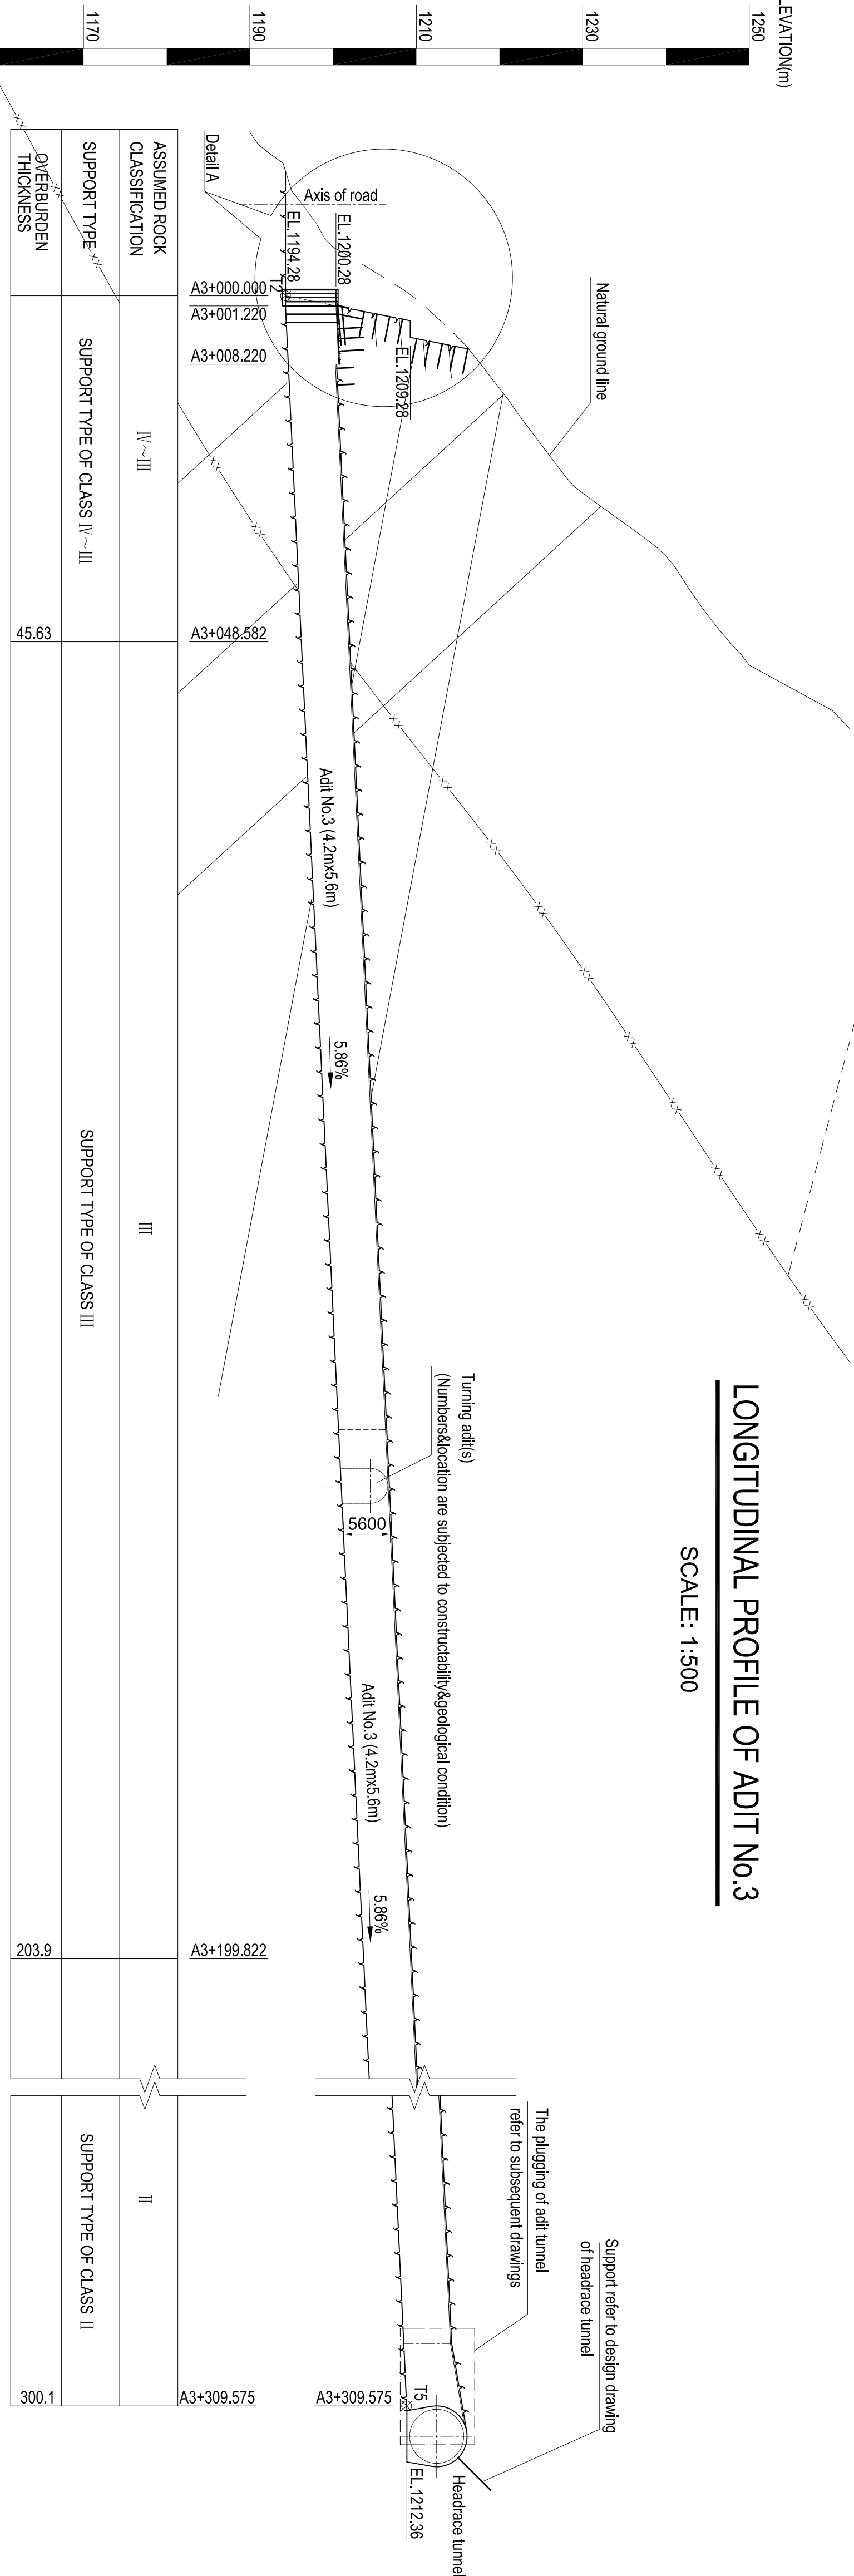 LONGITUDINAL PROFILE OF ADIT No.3
SCALE: 1:500
LEVATION(m)
1250
1230
1210
1190
1170
Natural ground line
Axis of road
Detail A
EL.1200.28
EL.1194.28
EL.1209.28
T2
A3+000.000
A3+001.220
A3+008.220
A3+048.582
Adit No.3 (4.2mx5.6m)
5.86%
Turning adit(s)
(Numbers&location are subjected to constructability&geological condition)
5600
Adit No.3 (4.2mx5.6m)
5.86%
A3+199.822
The plugging of adit tunnel
refer to subsequent drawings
Support refer to design drawing
of headrace tunnel
T5
A3+309.575
A3+309.575
Headrace tunnel
EL.1212.36
ASSUMED ROCK
CLASSIFICATION
Ⅳ~Ⅲ
Ⅲ
Ⅱ
SUPPORT TYPE
SUPPORT TYPE OF CLASS Ⅳ~Ⅲ
SUPPORT TYPE OF CLASS Ⅲ
SUPPORT TYPE OF CLASS Ⅱ
OVERBURDEN
THICKNESS
45.63
203.9
300.1